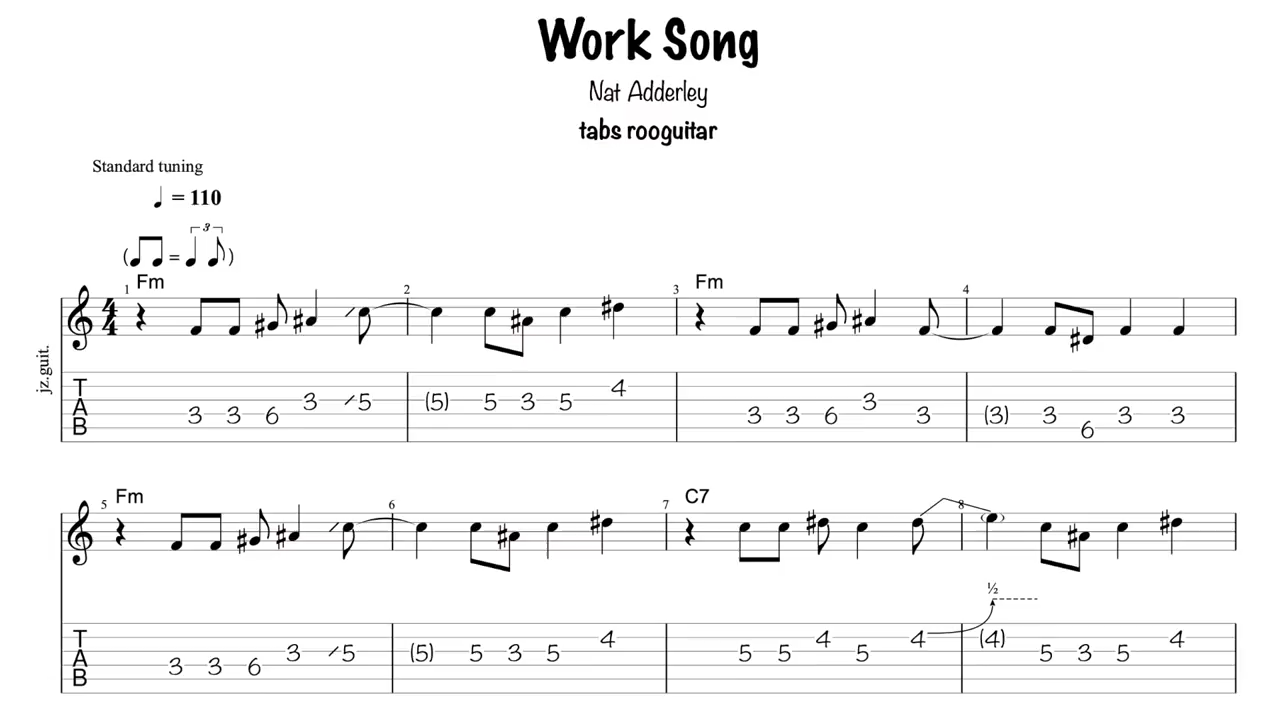 Work Song
Nat Adderley
tabs rooguitar
Standard tuning
= 110
3
( = )
1 Fm 2 3 Fm 4
4
4
jz.guit.
T
A
B
3 3 6 3 5 (5) 5 3 5 4 3 3 6 3 3 (3) 3 6 3 3
5 Fm 6 7 C7 8
½
T
A
B
3 3 6 3 5 (5) 5 3 5 4 5 5 4 5 4 (4) 5 3 5 4